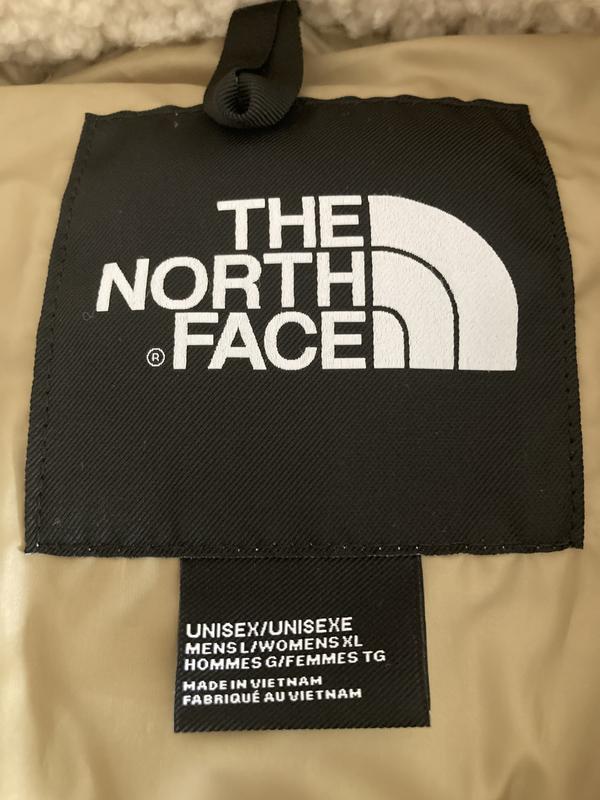 THE
NORTH
® FACE
UNISEX/UNISEXE
MENS L/WOMENS XL
HOMMES G/FEMMES TG
MADE IN VIETNAM
FABRIQUÉ AU VIETNAM